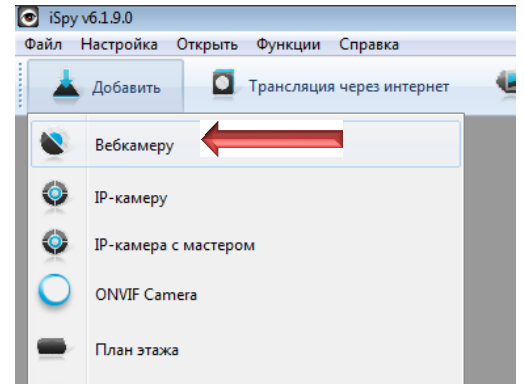 iSpy v6.1.9.0
Файл Настройка Открыть Функции Справка
Добавить Трансляция через интернет
Вебкамеру
IP-камеру
IP-камера с мастером
ONVIF Camera
План этажа